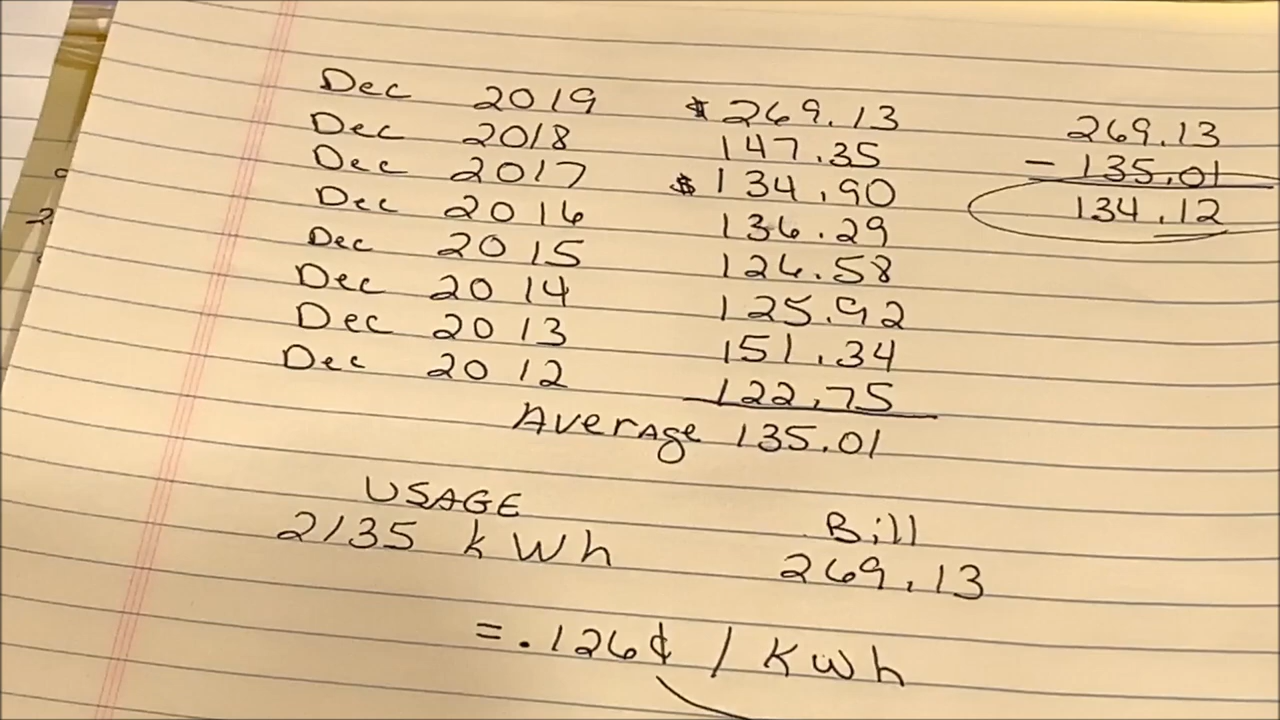 Dec 2019 $269.13
Dec 2018 147.35
Dec 2017 $134.90
Dec 2016 136.29
Dec 2015 126.58
Dec 2014 125.92
Dec 2013 151.34
Dec 2012 122.75
Average 135.01
269.13
- 135.01
134.12
USAGE Bill
2135 kWh 269.13
= .126¢ / kwh